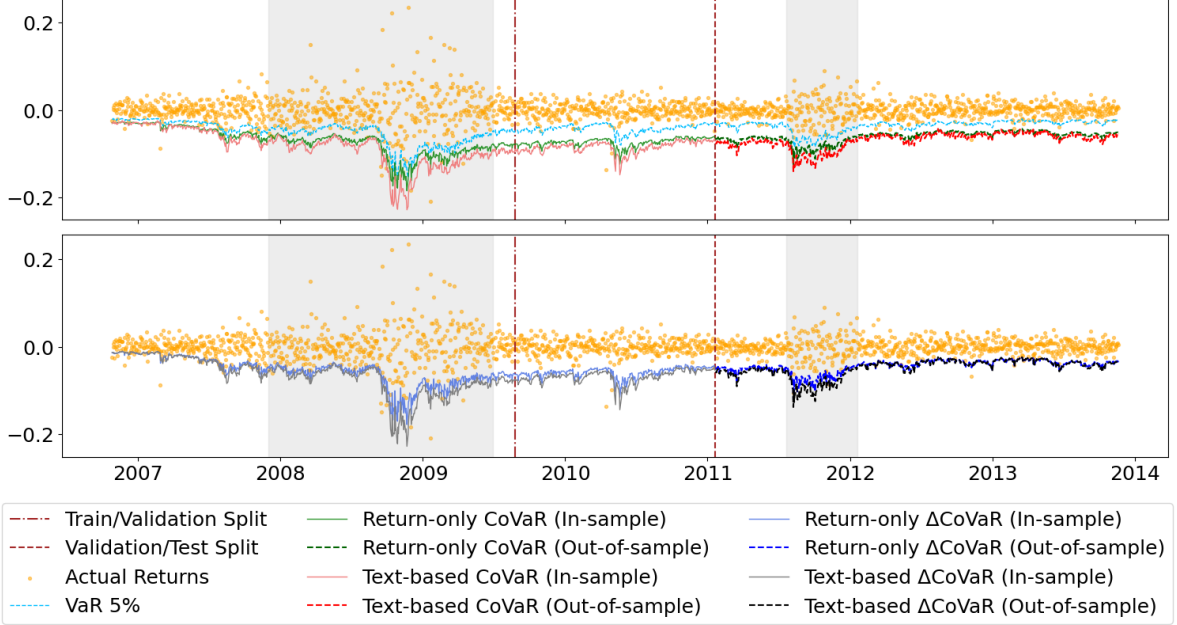 0.2
0.0
−0.2
0.2
0.0
−0.2
2007 2008 2009 2010 2011 2012 2013 2014
Train/Validation Split Return-only CoVaR (In-sample) Return-only ΔCoVaR (In-sample)
Validation/Test Split Return-only CoVaR (Out-of-sample) Return-only ΔCoVaR (Out-of-sample)
Actual Returns Text-based CoVaR (In-sample) Text-based ΔCoVaR (In-sample)
VaR 5% Text-based CoVaR (Out-of-sample) Text-based ΔCoVaR (Out-of-sample)